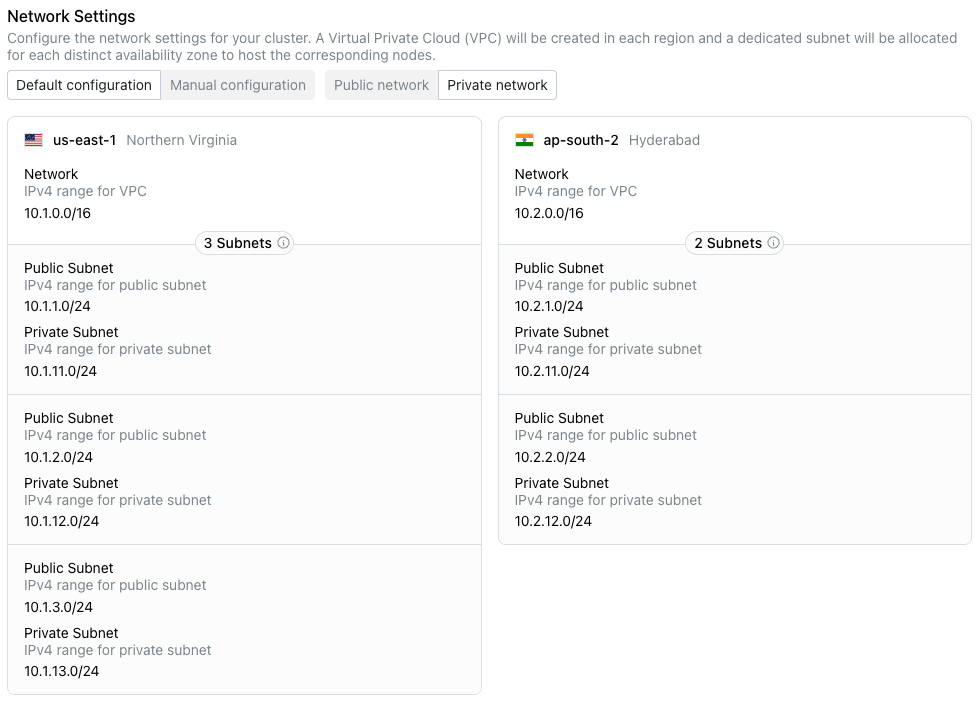 Network Settings
Configure the network settings for your cluster. A Virtual Private Cloud (VPC) will be created in each region and a dedicated subnet will be allocated
for each distinct availability zone to host the corresponding nodes.
Default configuration Manual configuration Public network Private network
us-east-1 Northern Virginia
Network
IPv4 range for VPC
10.1.0.0/16
3 Subnets
Public Subnet
IPv4 range for public subnet
10.1.1.0/24
Private Subnet
IPv4 range for private subnet
10.1.11.0/24
Public Subnet
IPv4 range for public subnet
10.1.2.0/24
Private Subnet
IPv4 range for private subnet
10.1.12.0/24
Public Subnet
IPv4 range for public subnet
10.1.3.0/24
Private Subnet
IPv4 range for private subnet
10.1.13.0/24
ap-south-2 Hyderabad
Network
IPv4 range for VPC
10.2.0.0/16
2 Subnets
Public Subnet
IPv4 range for public subnet
10.2.1.0/24
Private Subnet
IPv4 range for private subnet
10.2.11.0/24
Public Subnet
IPv4 range for public subnet
10.2.2.0/24
Private Subnet
IPv4 range for private subnet
10.2.12.0/24